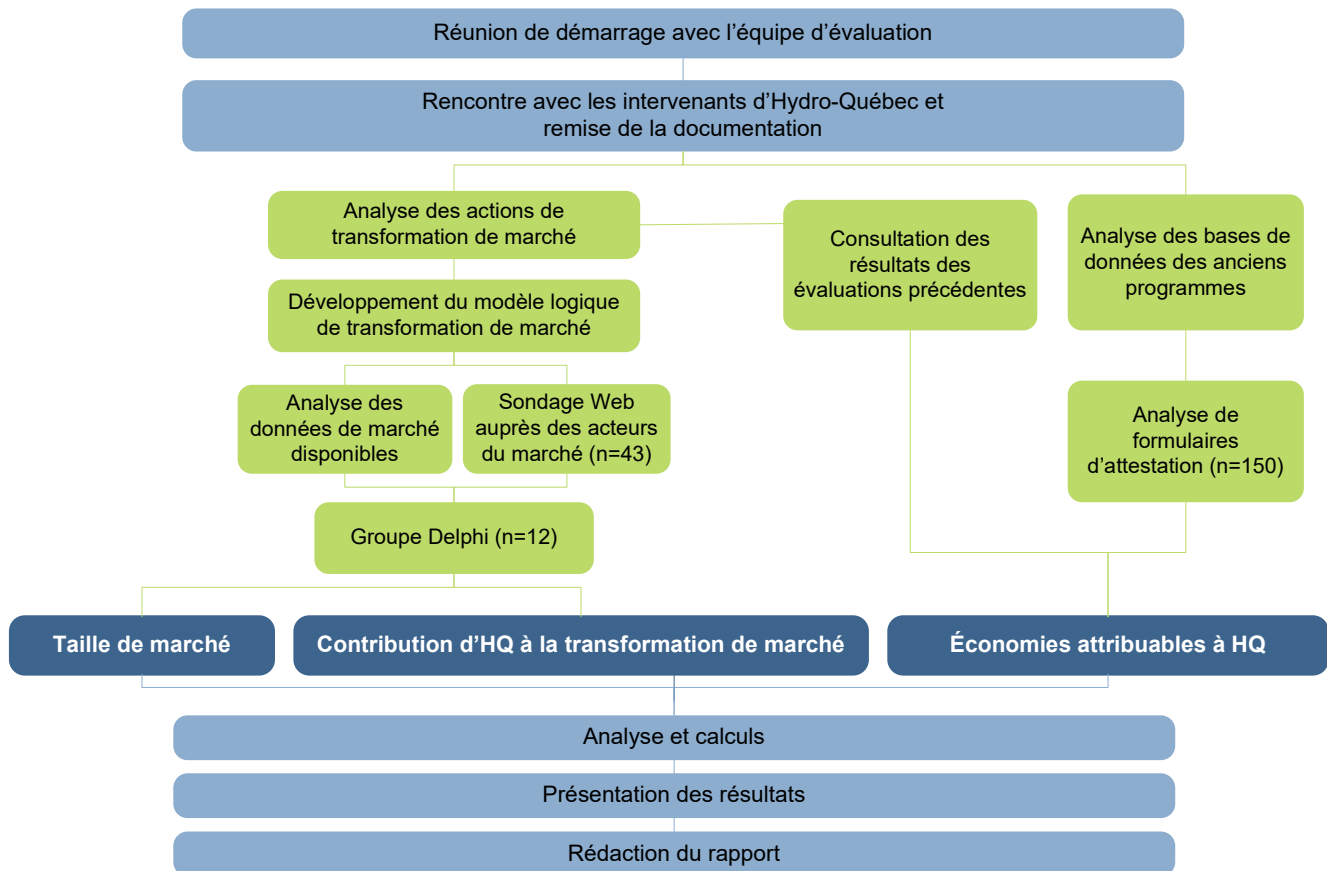 Réunion de démarrage avec l’équipe d’évaluation
Rencontre avec les intervenants d’Hydro-Québec et
remise de la documentation
Analyse des actions de
transformation de marché
Consultation des
résultats des
évaluations précédentes
Analyse des bases de
données des anciens
programmes
Développement du modèle logique
de transformation de marché
Analyse des
données de marché
disponibles
Sondage Web
auprès des acteurs
du marché (n=43)
Analyse de
formulaires
d’attestation (n=150)
Groupe Delphi (n=12)
Taille de marché
Contribution d’HQ à la transformation de marché
Économies attribuables à HQ
Analyse et calculs
Présentation des résultats
Rédaction du rapport